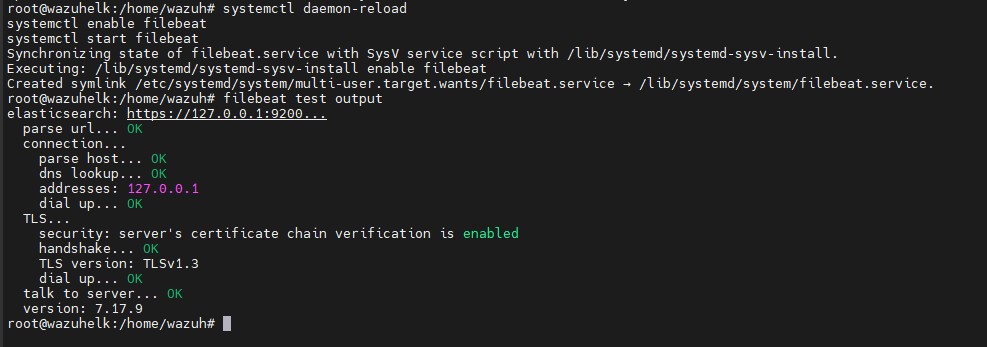 root@wazuhelk:/home/wazuh# systemctl daemon-reload
systemctl enable filebeat
systemctl start filebeat
Synchronizing state of filebeat.service with SysV service script with /lib/systemd/systemd-sysv-install.
Executing: /lib/systemd/systemd-sysv-install enable filebeat
Created symlink /etc/systemd/system/multi-user.target.wants/filebeat.service → /lib/systemd/system/filebeat.service.
root@wazuhelk:/home/wazuh# filebeat test output
elasticsearch: https://127.0.0.1:9200...
  parse url... OK
  connection...
    parse host... OK
    dns lookup... OK
    addresses: 127.0.0.1
    dial up... OK
  TLS...
    security: server's certificate chain verification is enabled
    handshake... OK
    TLS version: TLSv1.3
    dial up... OK
  talk to server... OK
  version: 7.17.9
root@wazuhelk:/home/wazuh#